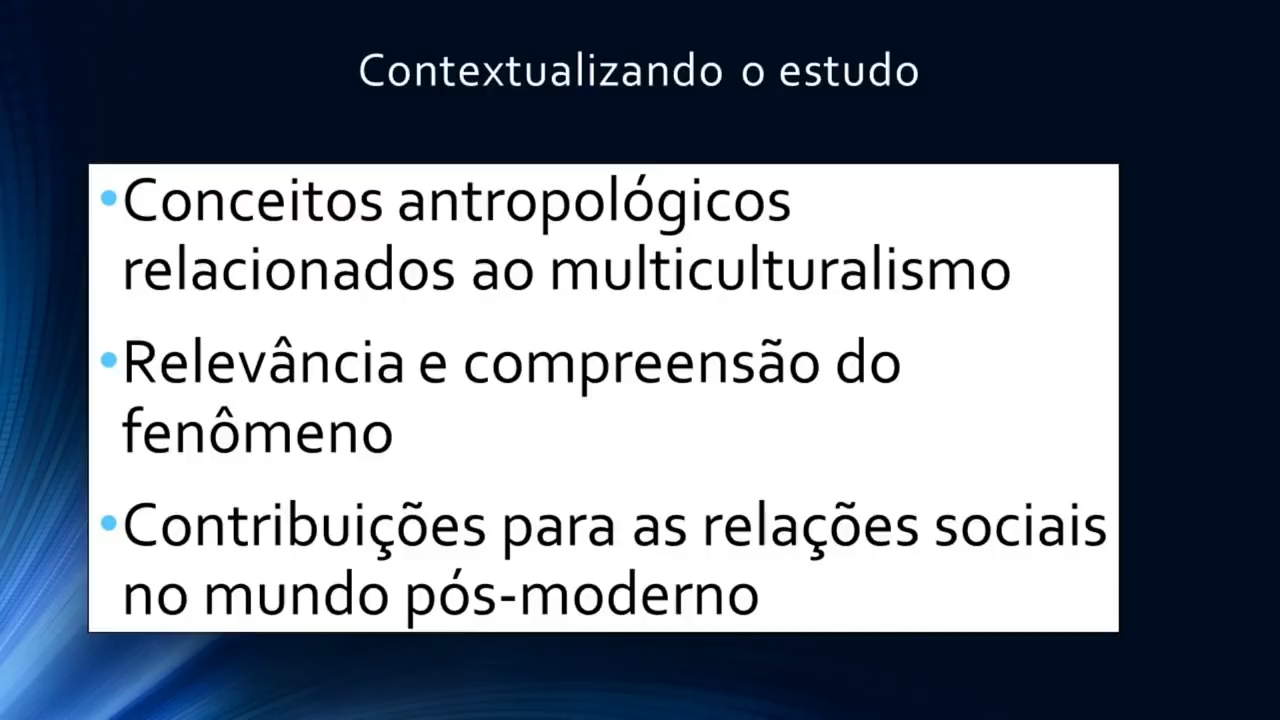 Contextualizando o estudo
•Conceitos antropológicos
relacionados ao multiculturalismo
•Relevância e compreensão do
fenômeno
•Contribuições para as relações sociais
no mundo pós-moderno